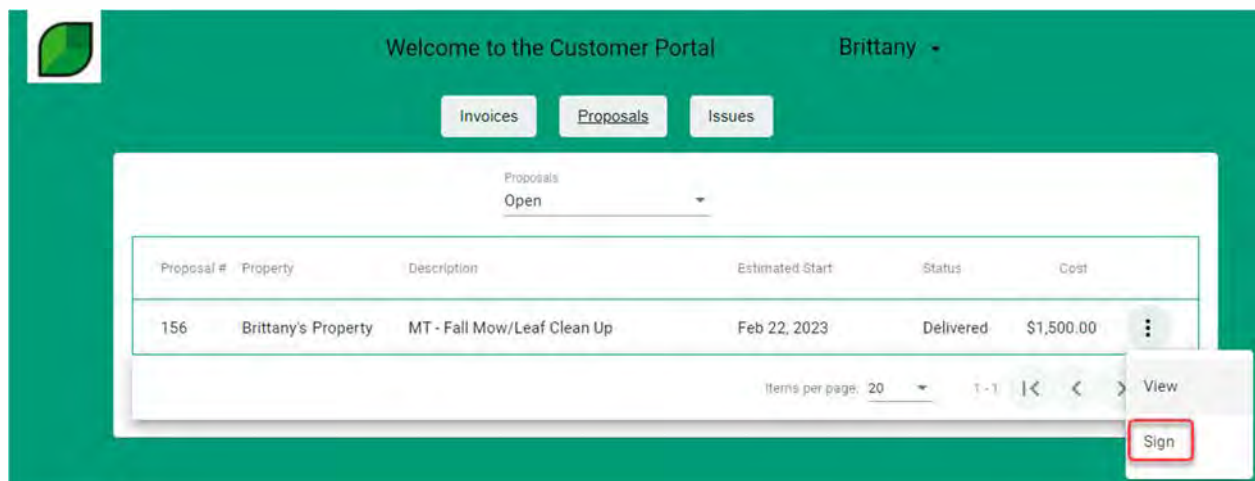 Welcome to the Customer Portal Brittany
Invoices Proposals Issues
Proposals
Open
Proposal # Property Description Estimated Start Status Cost
156 Brittany's Property MT - Fall Mow/Leaf Clean Up Feb 22, 2023 Delivered $1,500.00
Items per page: 20 1 - 1
View
Sign